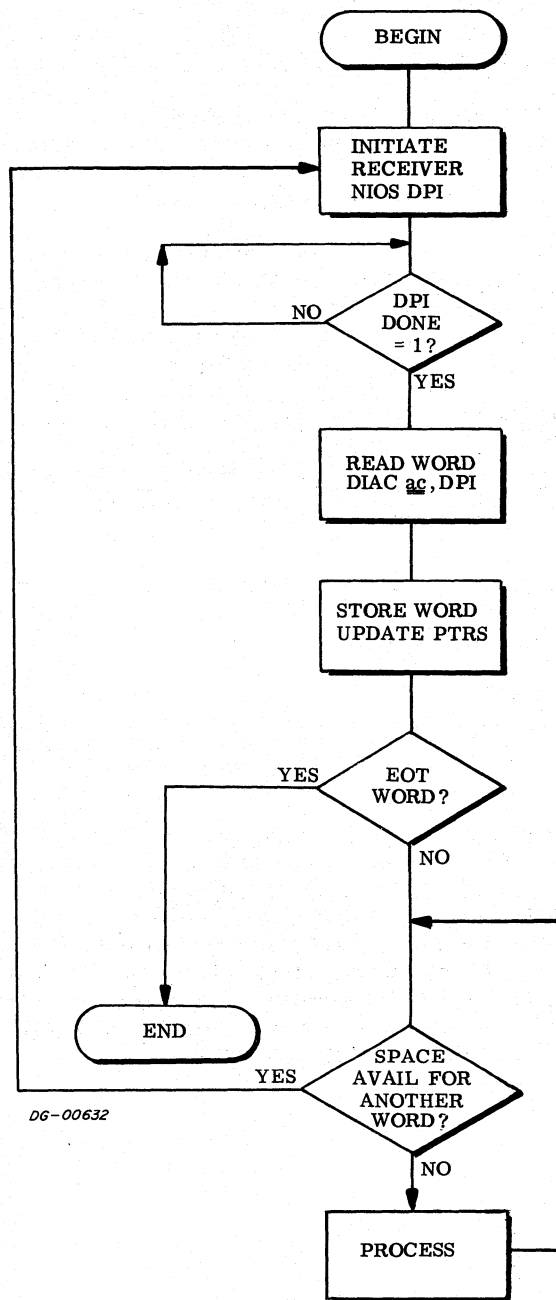 BEGIN
INITIATE
RECEIVER
NIOS DPI
DPI
DONE
= 1?
NO
YES
READ WORD
DIAC ac, DPI
STORE WORD
UPDATE PTRS
EOT
WORD?
YES
NO
END
SPACE
AVAIL FOR
ANOTHER
WORD?
YES
NO
DG-00632
PROCESS